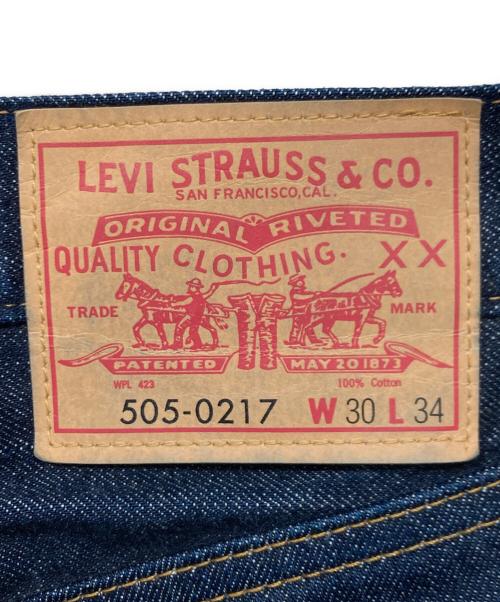 LEVI STRAUSS & CO.
SAN FRANCISCO, CAL.
ORIGINAL RIVETED
QUALITY CLOTHING. XX
TRADE MARK
PATENTED MAY 20 1873
WPL 423 100% Cotton
505-0217 W 30 L 34